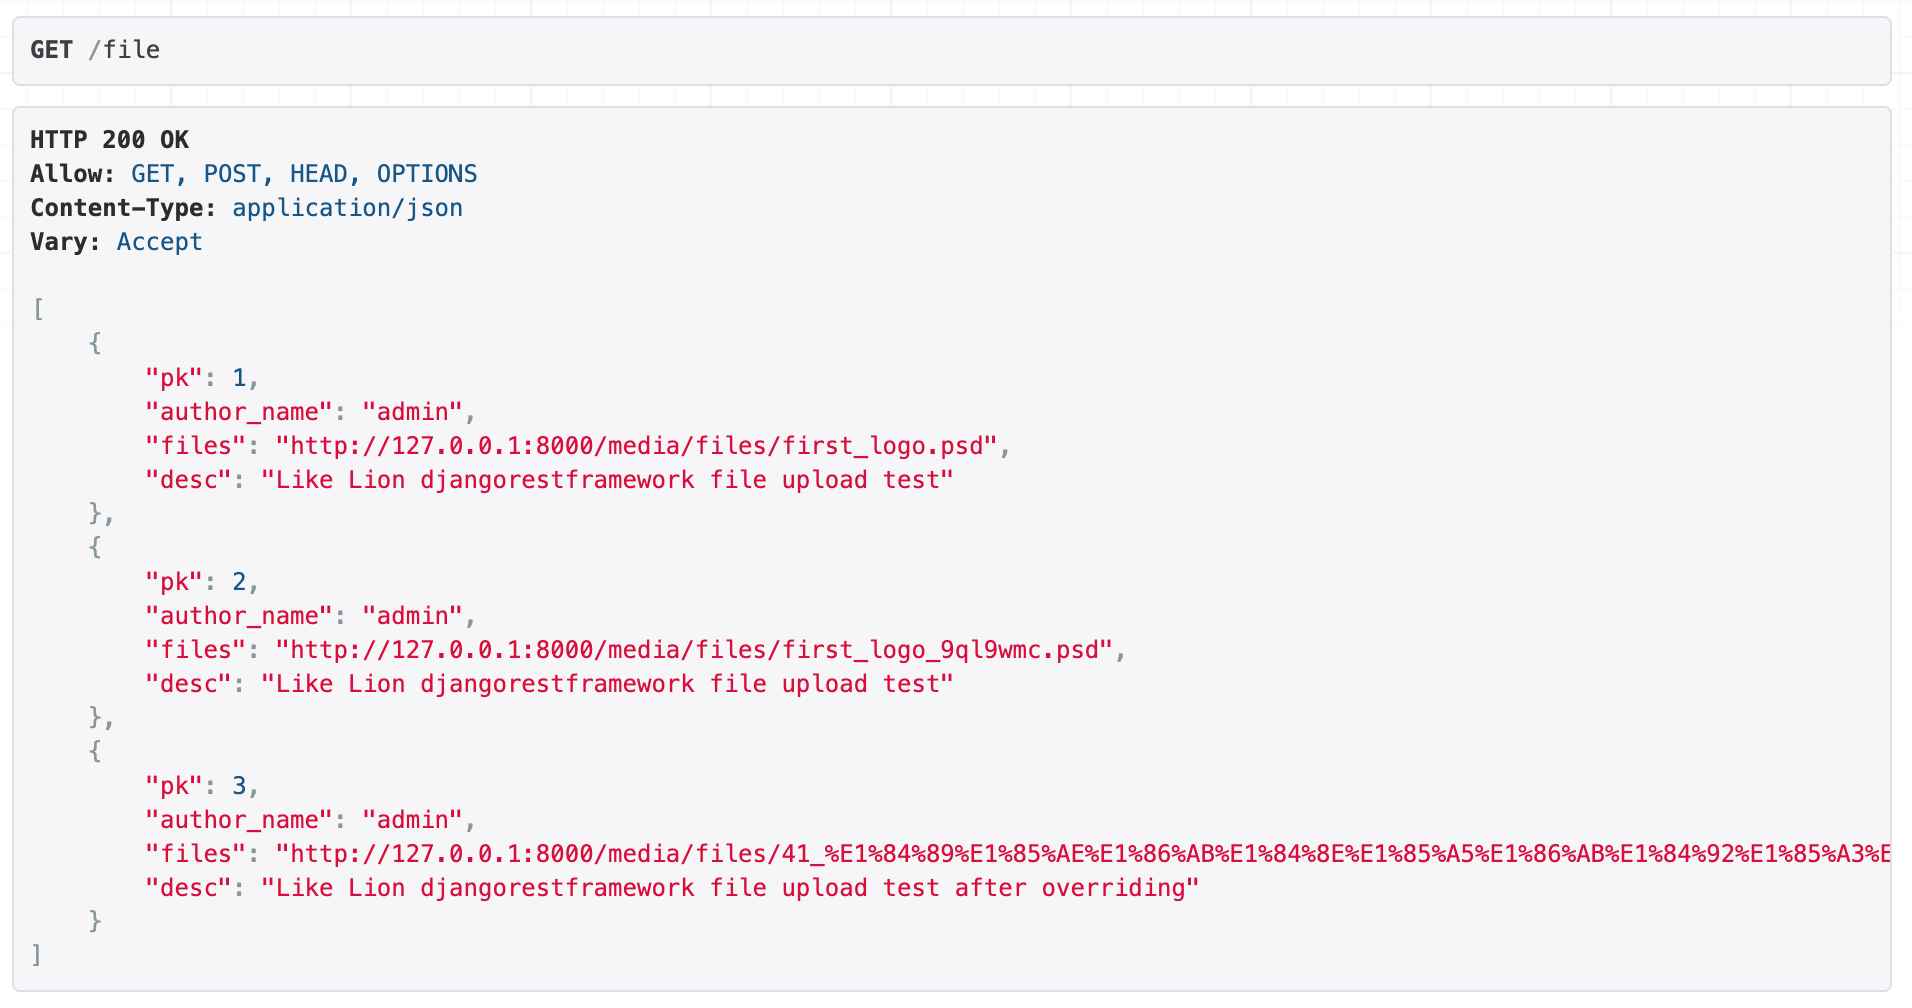 GET /file
HTTP 200 OK
Allow: GET, POST, HEAD, OPTIONS
Content-Type: application/json
Vary: Accept
[
{
"pk": 1,
"author_name": "admin",
"files": "http://127.0.0.1:8000/media/files/first_logo.psd",
"desc": "Like Lion djangorestframework file upload test"
},
{
"pk": 2,
"author_name": "admin",
"files": "http://127.0.0.1:8000/media/files/first_logo_9ql9wmc.psd",
"desc": "Like Lion djangorestframework file upload test"
},
{
"pk": 3,
"author_name": "admin",
"files": "http://127.0.0.1:8000/media/files/41_%E1%84%89%E1%85%AE%E1%86%AB%E1%84%8E%E1%85%A5%E1%86%AB%E1%84%92%E1%85%A3%E
"desc": "Like Lion djangorestframework file upload test after overriding"
}
]